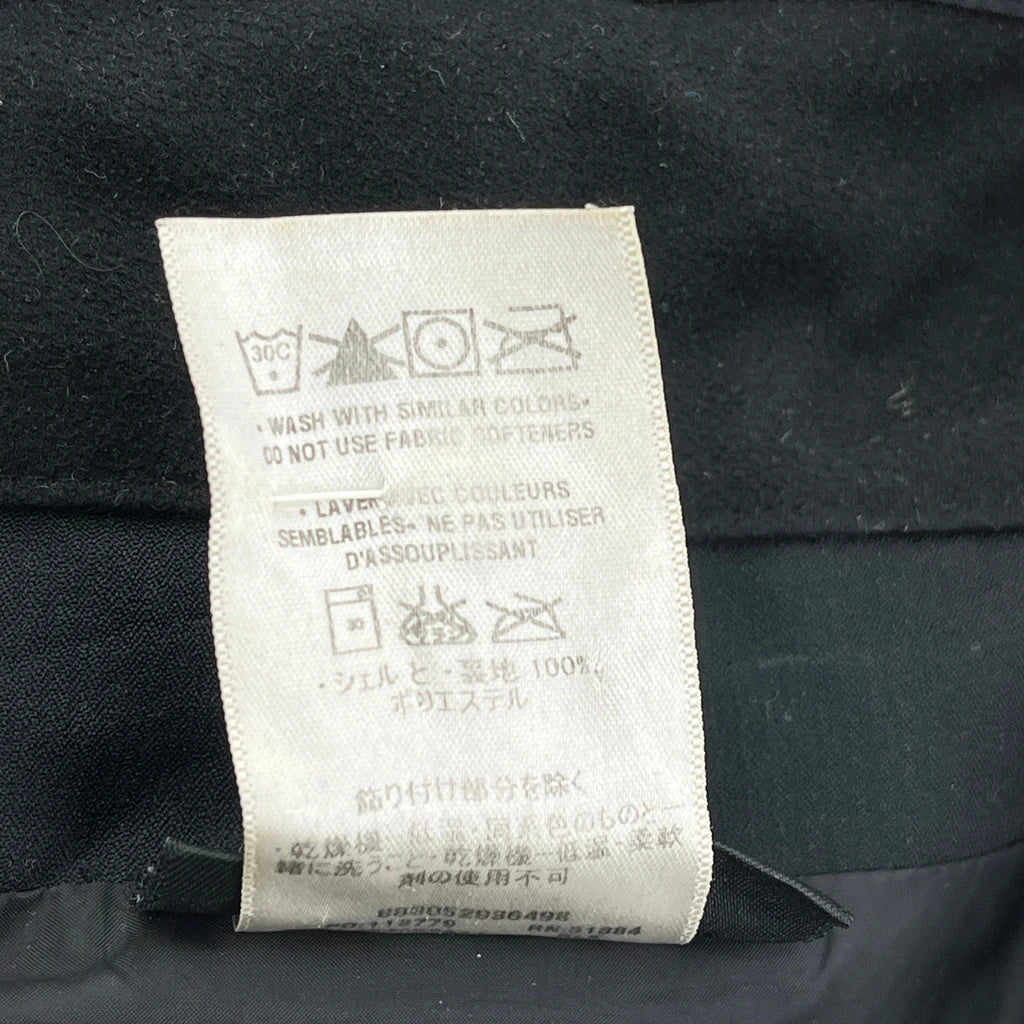 30C
• WASH WITH SIMILAR COLORS•
DO NOT USE FABRIC SOFTENERS
• LAVER AVEC COULEURS
SEMBLABLES• NE PAS UTILISER
D'ASSOUPLISSANT
30
• シェル と • 裏地 100%
ポリエステル
飾り付け部分を除く
• 乾燥機–低温• 同系色のものと一
緒に洗う• と • 乾燥機–低温• 柔軟
剤の使用不可
RN 51884